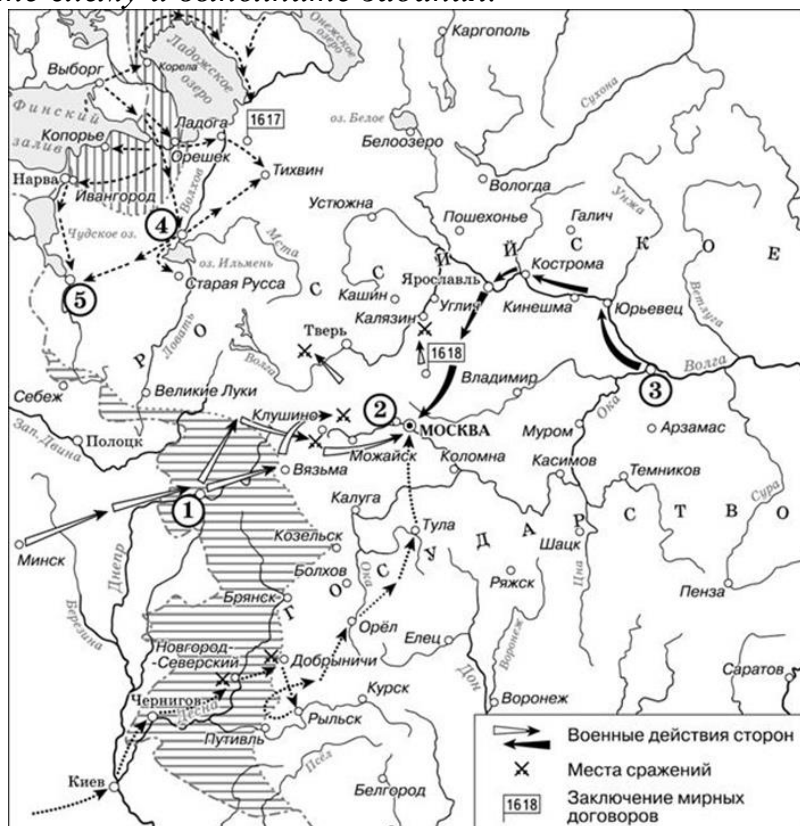 те схему и выполните задания.
Каргополь
Онежское
озеро
Ладожское
озеро
Корела
Выборг
Финский
залив
Копорье
Ладога
1617
Орешек
Тихвин
Нарва
Ивангород
Волхов
оз. Белое
Белоозеро
Сухона
Вологда
Устюжна
Пошехонье
Галич
Унжа
4
Чудское оз.
Мста
оз. Ильмень
Старая Русса
5
Ловать
Кашин
Углич
Калязин
Ярославль
Кострома
Кинешма
Юрьевец
Ветлуга
Р О С С И Й С К О Е
Тверь
Волга
1618
Владимир
Волга
3
Себеж
Великие Луки
Клушино
2
МОСКВА
Ока
Муром
Арзамас
Зап. Двина
Полоцк
Вязьма
Можайск
Коломна
Касимов
Темников
Сура
1
Калуга
Минск
Днепр
Козельск
Тула
Г О С У Д А Р С Т В О
Шацк
Цна
Болхов
Ока
Ряжск
Пенза
Березина
Брянск
Орёл
Елец
Дон
Воронеж
Новгород-
-Северский
Добрыничи
Саратов
Чернигов
Десна
Курск
Рыльск
Воронеж
Путивль
Псёл
Киев
Белгород
Военные действия сторон
Места сражений
1618
Заключение мирных
договоров